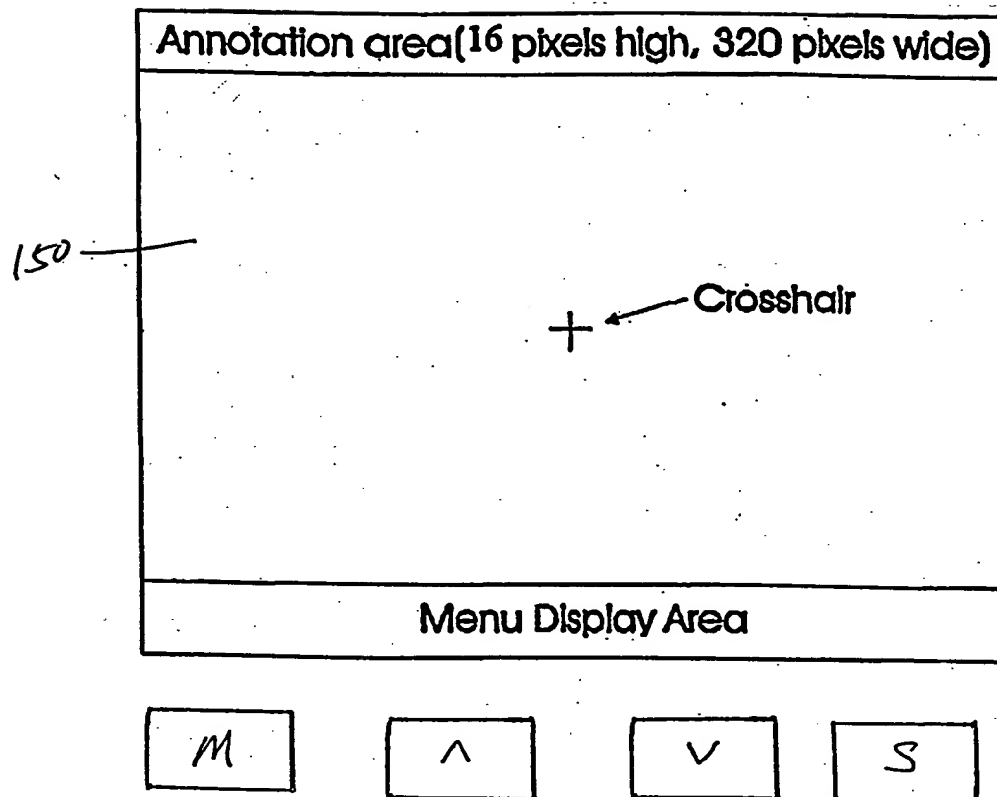 Annotation area(16 pixels high, 320 pixels wide)
150
Crosshair
Menu Display Area
M ∧ ∨ S